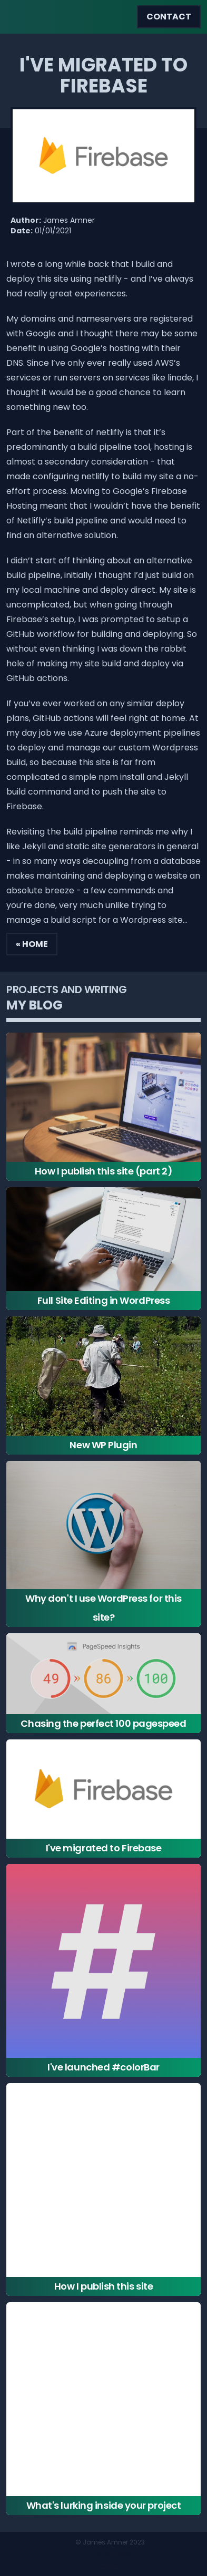 CONTACT
I'VE MIGRATED TO
FIREBASE
Firebase
Author: James Amner
Date: 01/01/2021
I wrote a long while back that I build and
deploy this site using netlify - and I've always
had really great experiences.
My domains and nameservers are registered
with Google and I thought there may be some
benefit in using Google's hosting with their
DNS. Since I've only ever really used AWS's
services or run servers on services like linode, I
thought it would be a good chance to learn
something new too.
Part of the benefit of netlify is that it's
predominantly a build pipeline tool, hosting is
almost a secondary consideration - that
made configuring netlify to build my site a no-
effort process. Moving to Google's Firebase
Hosting meant that I wouldn't have the benefit
of Netlify's build pipeline and would need to
find an alternative solution.
I didn't start off thinking about an alternative
build pipeline, initially I thought I'd just build on
my local machine and deploy direct. My site is
uncomplicated, but when going through
Firebase's setup, I was prompted to setup a
GitHub workflow for building and deploying. So
without even thinking I was down the rabbit
hole of making my site build and deploy via
GitHub actions.
If you've ever worked on any similar deploy
plans, GitHub actions will feel right at home. At
my day job we use Azure deployment pipelines
to deploy and manage our custom Wordpress
build, so because this site is far from
complicated a simple npm install and Jekyll
build command and to push the site to
Firebase.
Revisiting the build pipeline reminds me why I
like Jekyll and static site generators in general
- in so many ways decoupling from a database
makes maintaining and deploying a website an
absolute breeze - a few commands and
you're done, very much unlike trying to
manage a build script for a Wordpress site...
« HOME
PROJECTS AND WRITING
MY BLOG
How I publish this site (part 2)
Full Site Editing in WordPress
New WP Plugin
Why don't I use WordPress for this
site?
PageSpeed Insights
49 » 86 » 100
Chasing the perfect 100 pagespeed
Firebase
I've migrated to Firebase
#
I've launched #colorBar
How I publish this site
What's lurking inside your project
© James Amner 2023